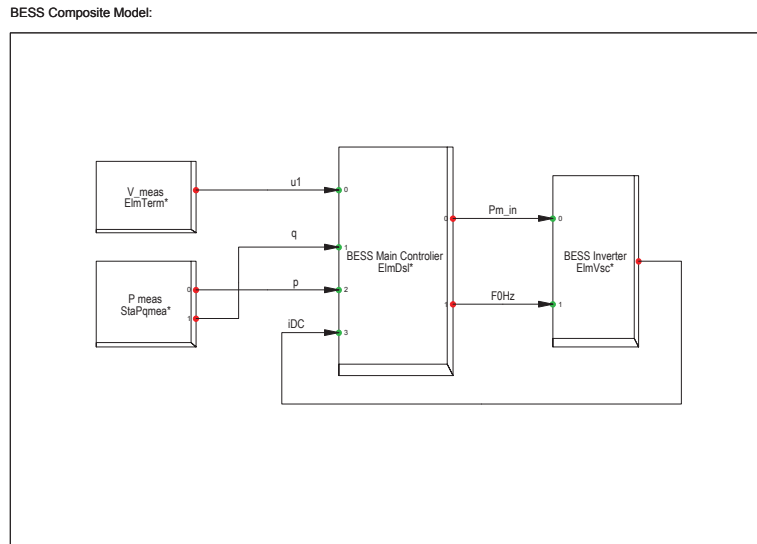 BESS Composite Model:
V_meas
ElmTerm*
u1
0
q
P meas
StaPqmea*
0
1
p
iDC
1
2
3
BESS Main Controlier
ElmDsl*
0
1
Pm_in
F0Hz
0
1
BESS Inverter
ElmVsc*